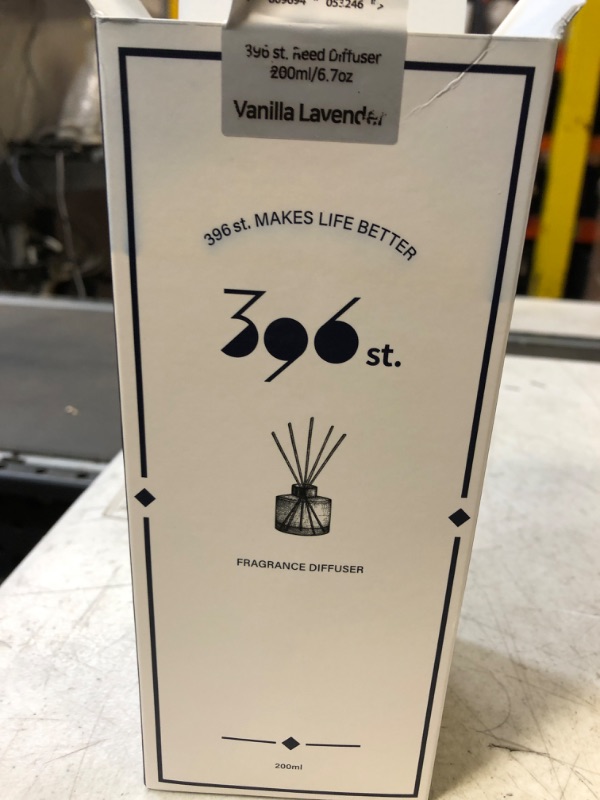 053246
396 st. Reed Diffuser
200ml/6.7oz
Vanilla Lavender
396 st. MAKES LIFE BETTER
396 st.
FRAGRANCE DIFFUSER
200ml